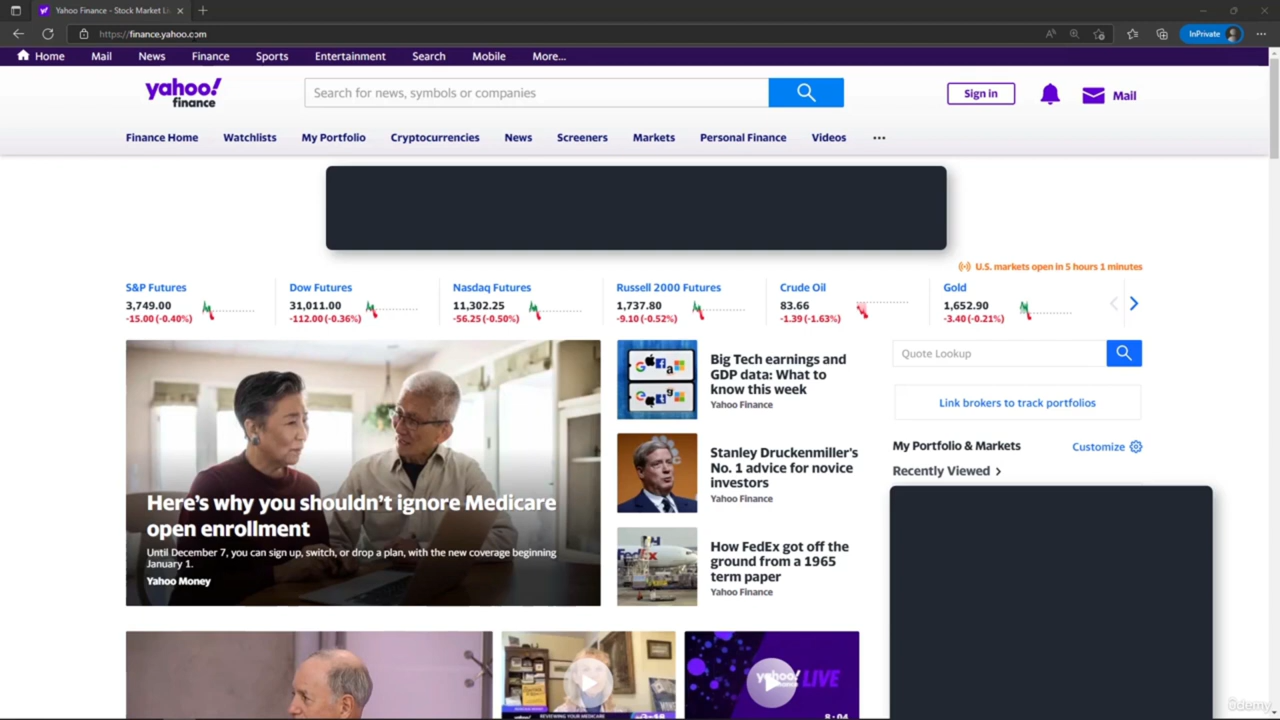 Yahoo Finance - Stock Market Li
https://finance.yahoo.com
InPrivate
Home Mail News Finance Sports Entertainment Search Mobile More...
yahoo!
finance
Search for news, symbols or companies
Sign in
Mail
Finance Home Watchlists My Portfolio Cryptocurrencies News Screeners Markets Personal Finance Videos ...
U.S. markets open in 5 hours 1 minutes
S&P Futures
3,749.00
-15.00 (-0.40%)
Dow Futures
31,011.00
-112.00 (-0.36%)
Nasdaq Futures
11,302.25
-56.25 (-0.50%)
Russell 2000 Futures
1,737.80
-9.10 (-0.52%)
Crude Oil
83.66
-1.39 (-1.63%)
Gold
1,652.90
-3.40 (-0.21%)
Here's why you shouldn't ignore Medicare
open enrollment
Until December 7, you can sign up, switch, or drop a plan, with the new coverage beginning
January 1.
Yahoo Money
Big Tech earnings and
GDP data: What to
know this week
Yahoo Finance
Stanley Druckenmiller's
No. 1 advice for novice
investors
Yahoo Finance
FedEx
How FedEx got off the
ground from a 1965
term paper
Yahoo Finance
Quote Lookup
Link brokers to track portfolios
My Portfolio & Markets
Customize
Recently Viewed >
REVIEWING YOUR MEDICARE
yahoo!
finance
LIVE
8:04
ûdemy